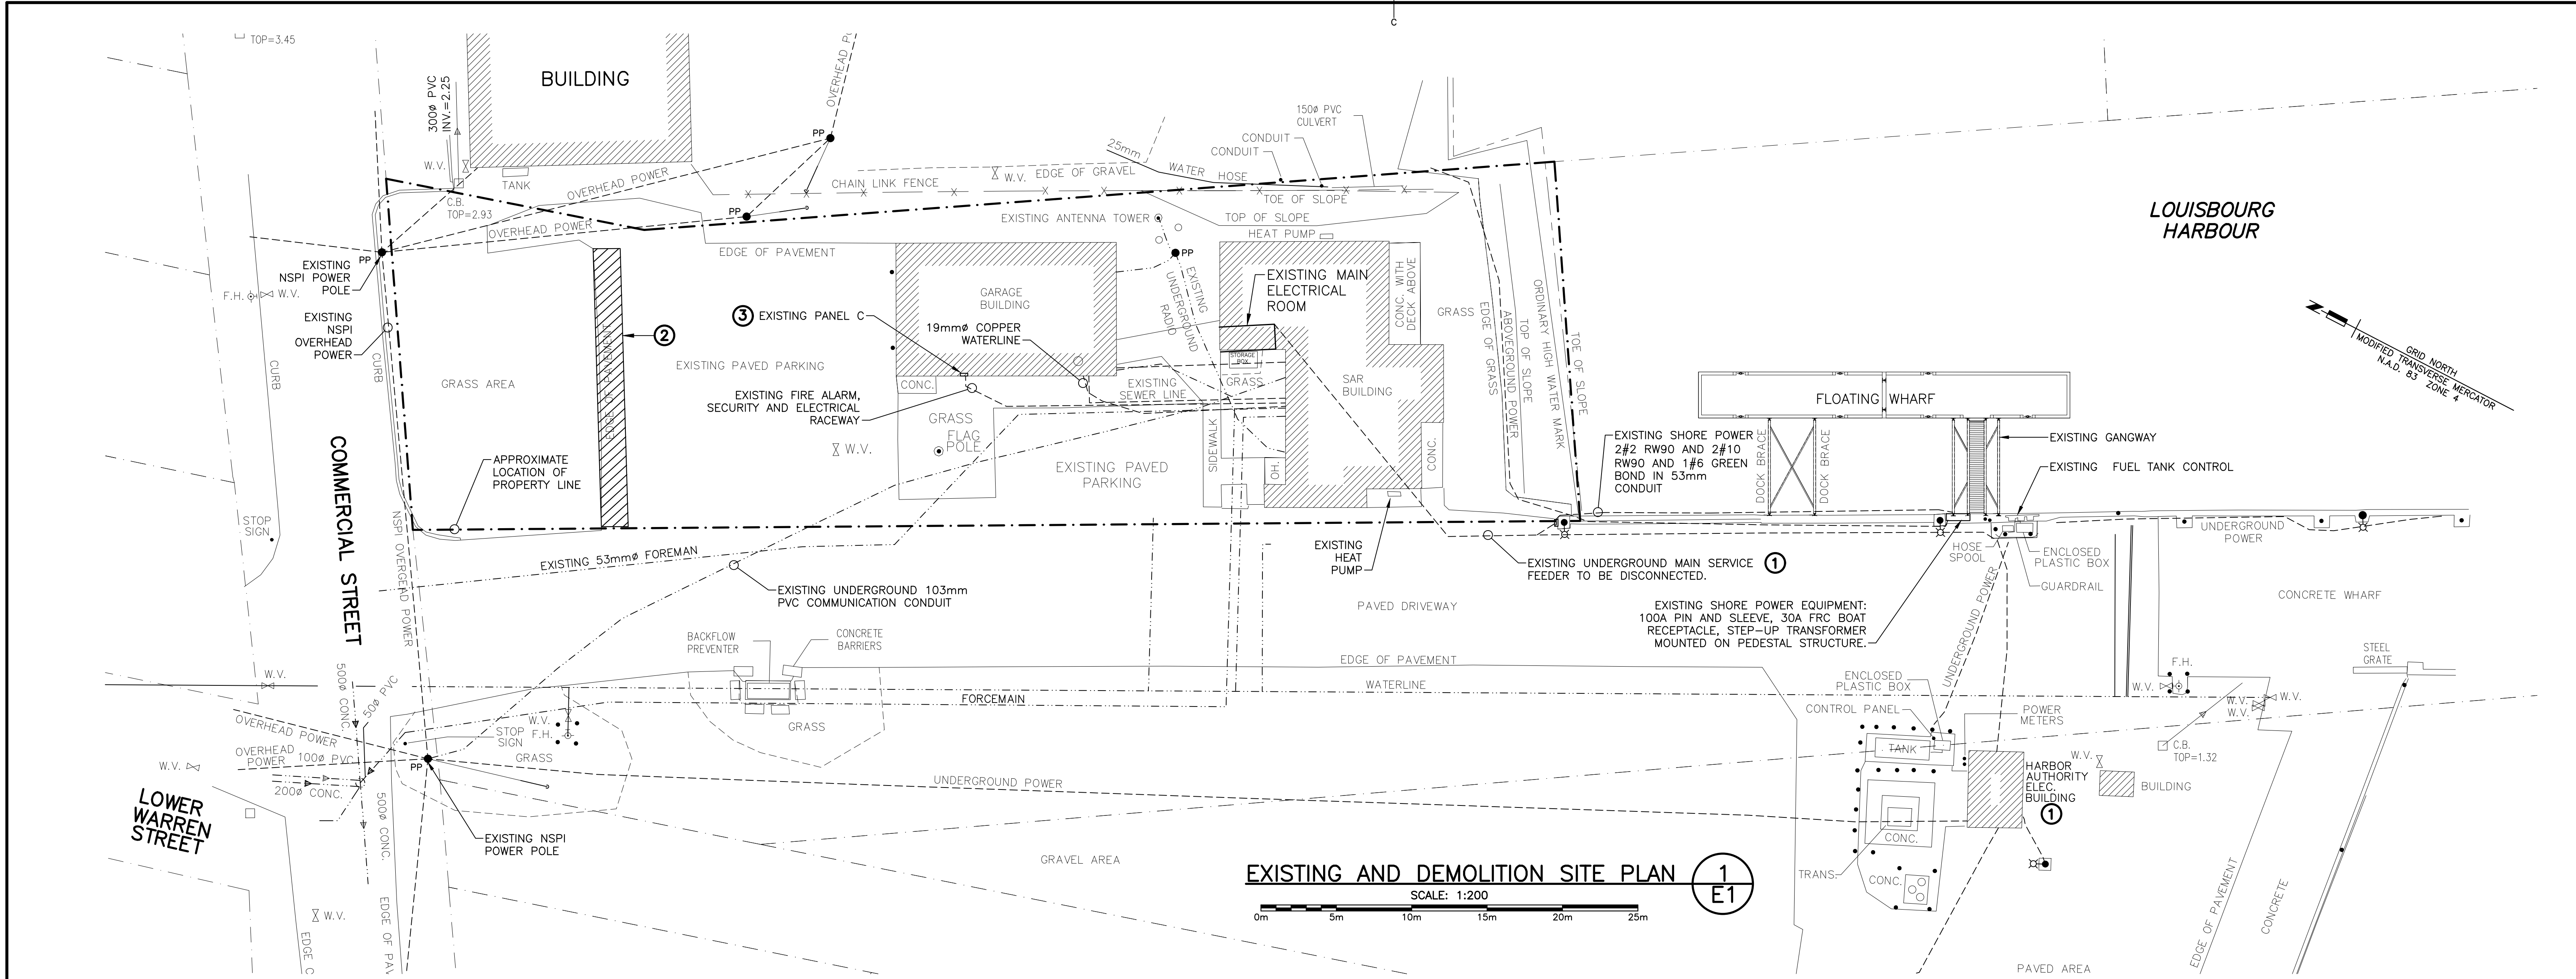 C
TOP=3.45
BUILDING
300ø PVC
INV.=2.25
W.V.
TANK
C.B.
TOP=2.93
OVERHEAD POWER
OVERHEAD POWER
PP
PP
PP
CHAIN LINK FENCE
W.V.
EDGE OF GRAVEL
25mm
WATER HOSE
CONDUIT
CONDUIT
150ø PVC
CULVERT
TOE OF SLOPE
TOP OF SLOPE
HEAT PUMP
EXISTING ANTENNA TOWER
PP
EDGE OF PAVEMENT
EXISTING
NSPI POWER
POLE
F.H.
W.V.
EXISTING
NSPI
OVERHEAD
POWER
CURB
CURB
GRASS AREA
EDGE OF PAVEMENT
2
EXISTING PAVED PARKING
3 EXISTING PANEL C
GARAGE
BUILDING
19mmø COPPER
WATERLINE
EXISTING
UNDERGROUND
RADIO
EXISTING MAIN
ELECTRICAL
ROOM
STORAGE
BOX
GRASS
SAR
BUILDING
CONC. WITH
DECK ABOVE
GRASS
EDGE OF GRASS
ABOVEGROUND POWER
TOP OF SLOPE
ORDINARY HIGH WATER MARK
TOE OF SLOPE
LOUISBOURG
HARBOUR
GRID NORTH
MODIFIED TRANSVERSE MERCATOR
N.A.D. 83 ZONE 4
CONC.
EXISTING
SEWER LINE
EXISTING FIRE ALARM,
SECURITY AND ELECTRICAL
RACEWAY
GRASS
FLAG
POLE
W.V.
EXISTING PAVED
PARKING
SIDEWALK
OH.
CONC.
FLOATING WHARF
DOCK BRACE
DOCK BRACE
EXISTING GANGWAY
EXISTING FUEL TANK CONTROL
EXISTING SHORE POWER
2#2 RW90 AND 2#10
RW90 AND 1#6 GREEN
BOND IN 53mm
CONDUIT
COMMERCIAL STREET
STOP
SIGN
APPROXIMATE
LOCATION OF
PROPERTY LINE
NSPI OVERGEAD POWER
EXISTING 53mmø FOREMAN
EXISTING UNDERGROUND 103mm
PVC COMMUNICATION CONDUIT
EXISTING
HEAT
PUMP
EXISTING UNDERGROUND MAIN SERVICE
FEEDER TO BE DISCONNECTED.
1
HOSE
SPOOL
ENCLOSED
PLASTIC BOX
GUARDRAIL
UNDERGROUND
POWER
PAVED DRIVEWAY
EXISTING SHORE POWER EQUIPMENT:
100A PIN AND SLEEVE, 30A FRC BOAT
RECEPTACLE, STEP-UP TRANSFORMER
MOUNTED ON PEDESTAL STRUCTURE.
UNDERGROUND POWER
CONCRETE WHARF
STEEL
GRATE
BACKFLOW
PREVENTER
CONCRETE
BARRIERS
EDGE OF PAVEMENT
WATERLINE
FORCEMAIN
GRASS
W.V.
500ø CONC.
50ø PVC
OVERHEAD POWER
OVERHEAD
POWER
100ø PVC
W.V.
200ø CONC.
500ø CONC.
LOWER
WARREN
STREET
STOP
SIGN
W.V.
F.H.
GRASS
PP
EXISTING NSPI
POWER POLE
UNDERGROUND POWER
GRAVEL AREA
ENCLOSED
PLASTIC BOX
CONTROL PANEL
POWER
METERS
TANK
HARBOR
AUTHORITY
ELEC.
BUILDING
1
W.V.
BUILDING
F.H.
W.V.
W.V.
W.V.
W.V.
C.B.
TOP=1.32
CONC.
TRANS.
CONC.
EDGE OF PAVEMENT
CONCRETE
PAVED AREA
W.V.
EXISTING AND DEMOLITION SITE PLAN
1
E1
SCALE: 1:200
0m 5m 10m 15m 20m 25m